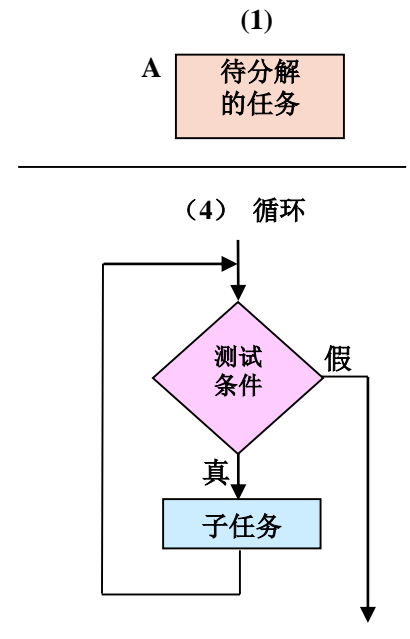 (1)
A
待分解
的任务
（4） 循环
测试
条件
假
真
子任务